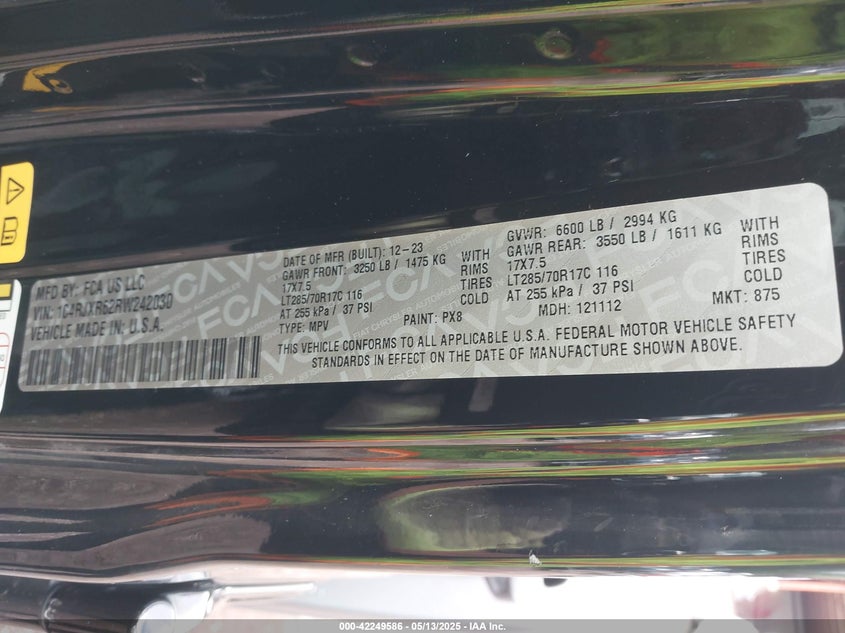 MFD BY: FCA US LLC
VIN: 1C4RJXR62RW242030
VEHICLE MADE IN: U.S.A.
DATE OF MFR (BUILT): 12-23
GAWR FRONT: 3250 LB / 1475 KG WITH
17X7.5 RIMS
LT285/70R17C 116 TIRES
AT 255 kPa / 37 PSI COLD
TYPE: MPV PAINT: PX8
GVWR: 6600 LB / 2994 KG
GAWR REAR: 3550 LB / 1611 KG WITH
17X7.5 RIMS
LT285/70R17C 116 TIRES
AT 255 kPa / 37 PSI COLD
MDH: 121112 MKT: 875
THIS VEHICLE CONFORMS TO ALL APPLICABLE U.S.A. FEDERAL MOTOR VEHICLE SAFETY
STANDARDS IN EFFECT ON THE DATE OF MANUFACTURE SHOWN ABOVE.
000-42249586 - 05/13/2025 - IAA Inc.